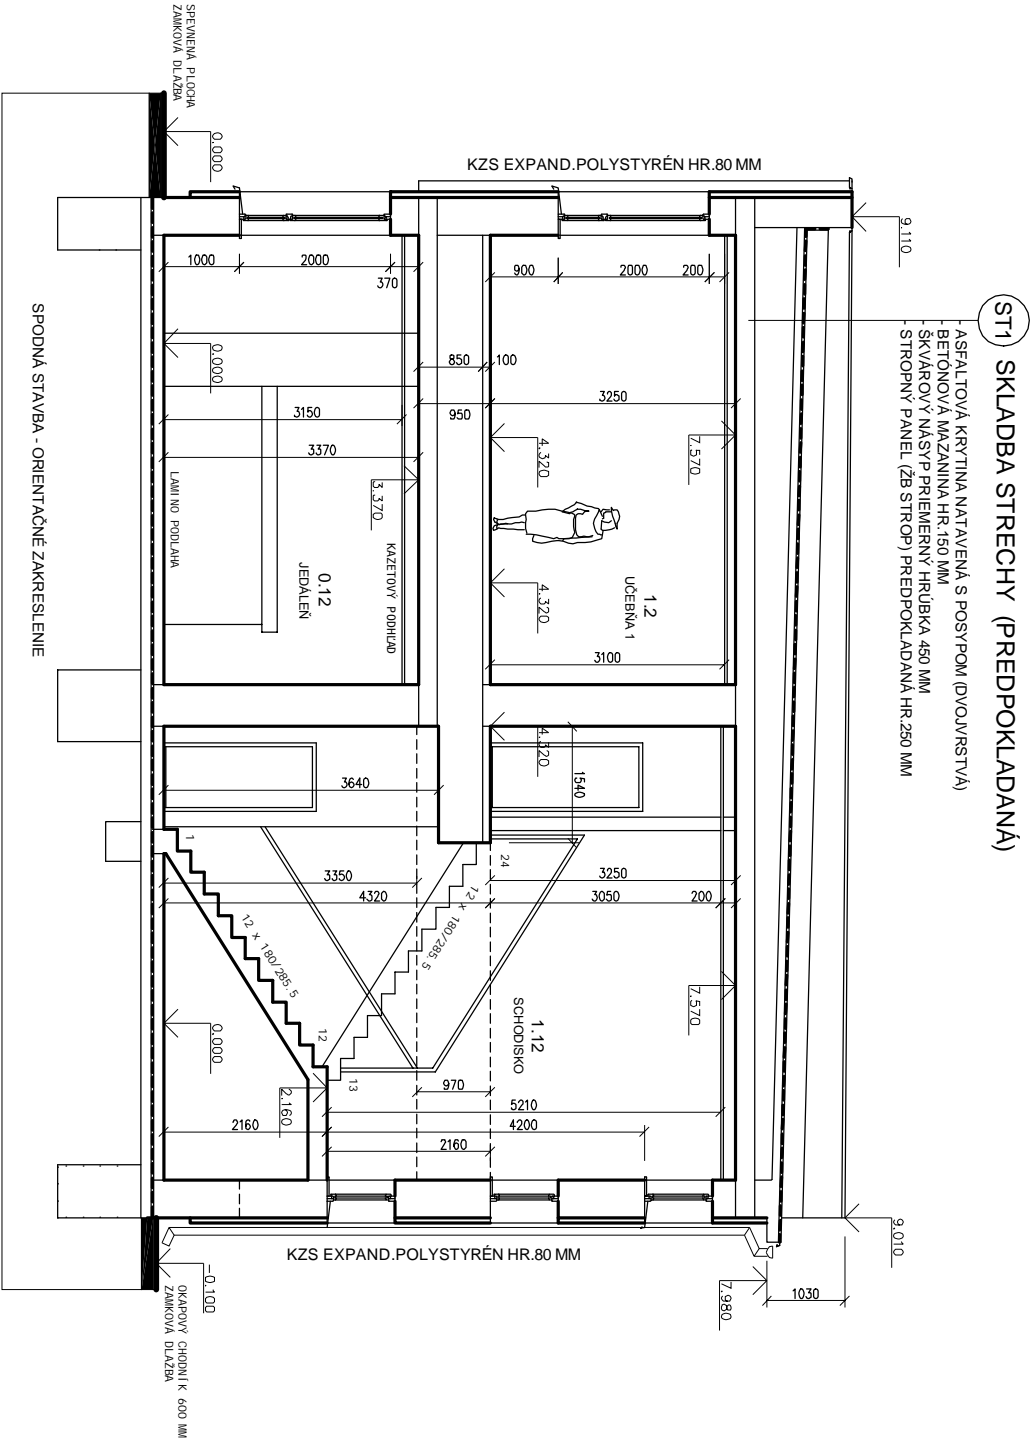 ST1 SKLADBA STRECHY (PREDPOKLADANÁ)
- ASFALTOVÁ KRYTINA NATAVENÁ S POSYPOM (DVOJVRSTVÁ)
- BETÓNOVÁ MAZANINA HR.150 MM
- ŠKVÁROVÝ NÁSYP PRIEMERNÝ HRÚBKA 450 MM
- STROPNÝ PANEL (ŽB STROP) PREDPOKLADANÁ HR.250 MM
9.110
9.010
7.980
1030
KZS EXPAND.POLYSTYRÉN HR.80 MM
900
2000
200
3250
7.570
100
850
950
4.320
4.320
1.2
UČEBŇA 1
3100
4.320
1540
3250
3050
200
7.570
24
12 x 180/285.5
1.12
SCHODISKO
970
5210
4200
2160
1000
2000
370
0.000
3150
3370
3.370
KAZETOVÝ PODHĽAD
LAMINO PODLAHA
0.12
JEDÁLEŇ
3640
3350
4320
1
12 x 180/285.5
12
13
0.000
2.160
2160
KZS EXPAND.POLYSTYRÉN HR.80 MM
SPEVNENÁ PLOCHA
ZÁMKOVÁ DLAŽBA
0.000
-0.100
OKAPOVÝ CHODNÍK 600 MM
ZÁMKOVÁ DLAŽBA
SPODNÁ STAVBA - ORIENTAČNÉ ZAKRESLENIE